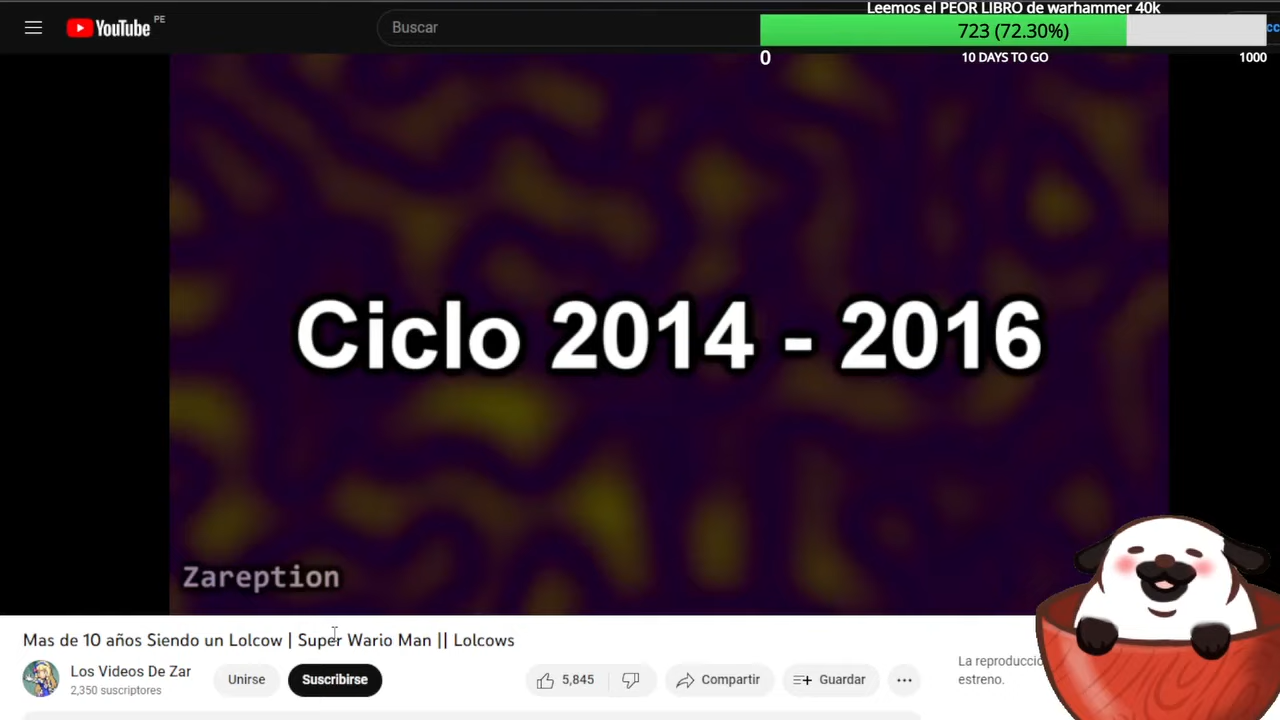 Leemos el PEOR LIBRO de warhammer 40k
YouTube PE
Buscar
723 (72.30%)
0
10 DAYS TO GO
1000
Ciclo 2014 - 2016
Zareption
Mas de 10 años Siendo un Lolcow | Super Wario Man || Lolcows
Los Videos De Zar
2,350 suscriptores
Unirse
Suscribirse
5,845
Compartir
Guardar
La reproducció
estreno.